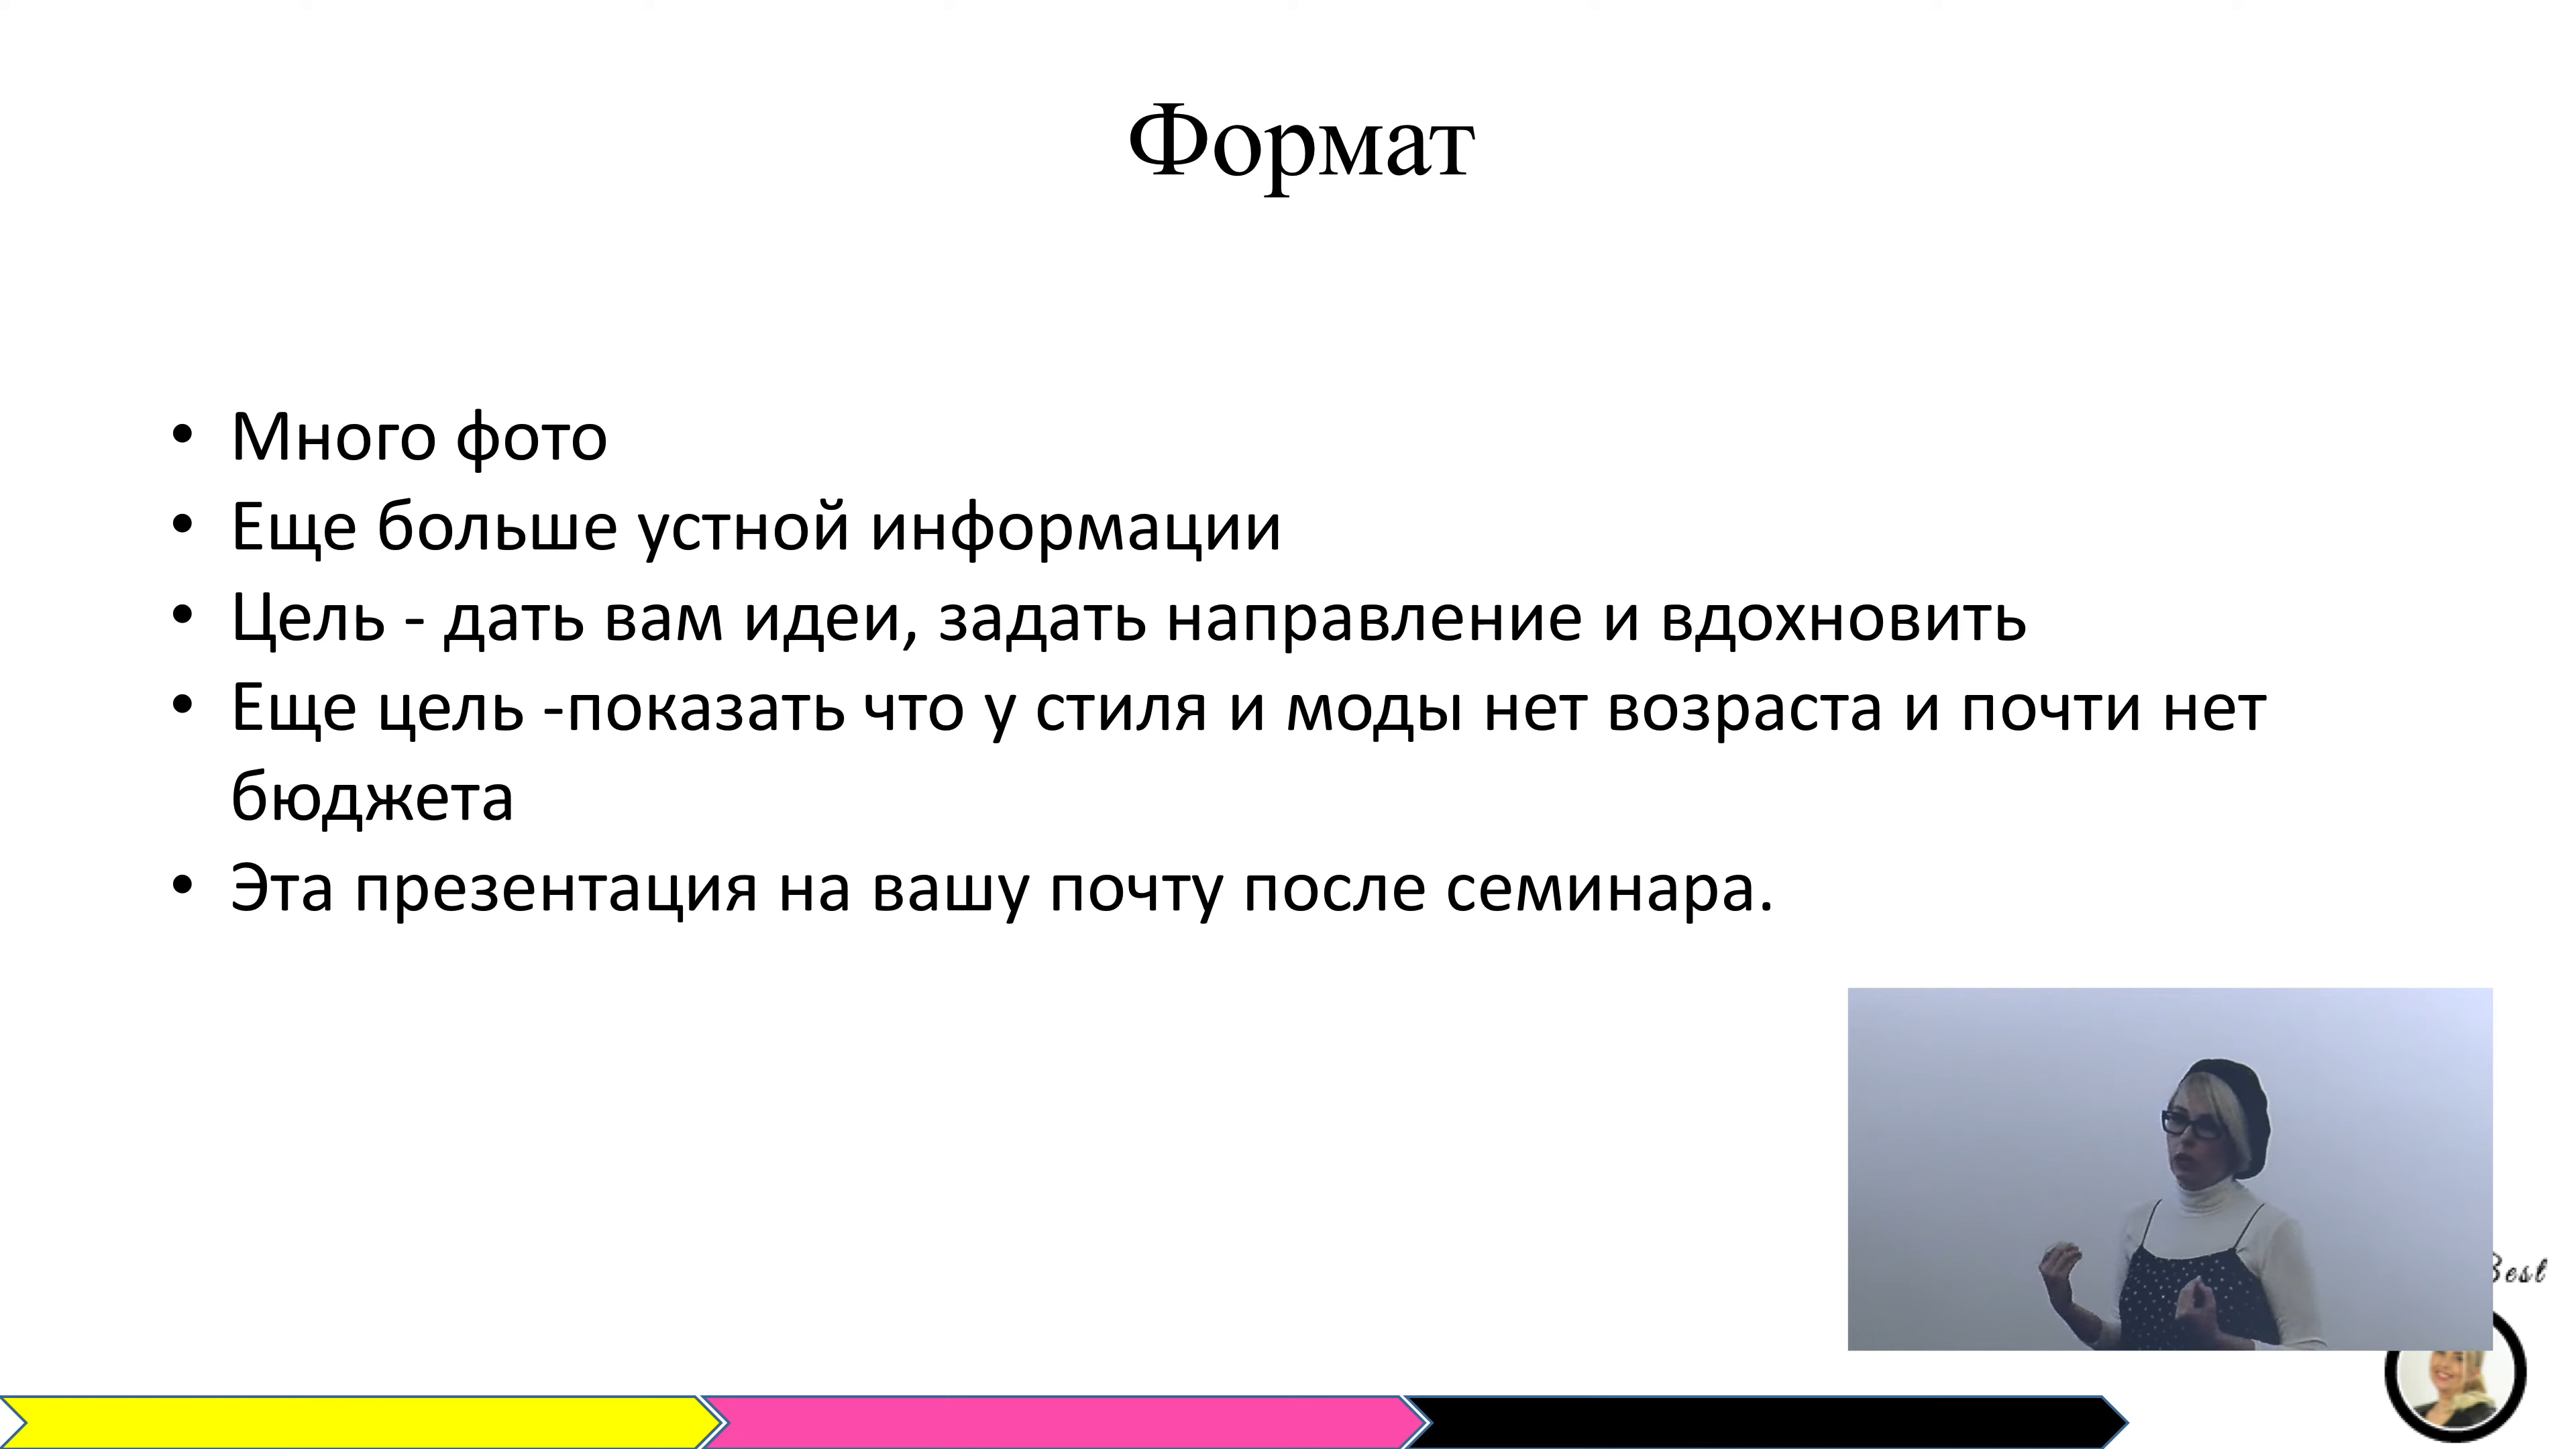 Формат
• Много фото
• Еще больше устной информации
• Цель - дать вам идеи, задать направление и вдохновить
• Еще цель -показать что у стиля и моды нет возраста и почти нет
бюджета
• Эта презентация на вашу почту после семинара.
Best